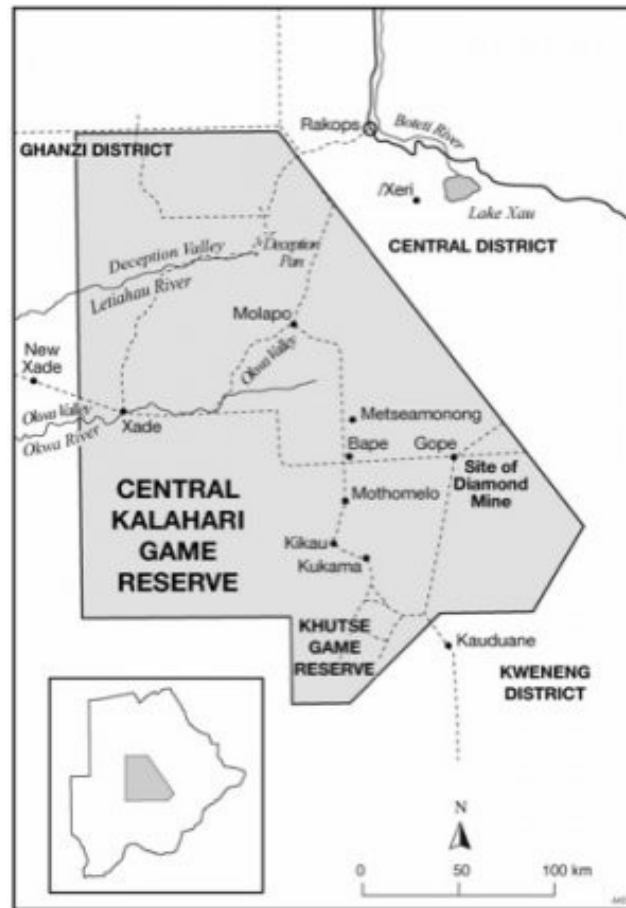 Rakops
Boteti River
GHANZI DISTRICT
/Xeri
Lake Xau
CENTRAL DISTRICT
Deception Valley
Deception
Pan
Letiahau River
Molapo
New
Xade
Okwa Valley
Okwa Valley
Okwa River
Xade
Metseamonong
Bape
Gope
Site of
Diamond
Mine
CENTRAL
KALAHARI
GAME
RESERVE
Mothomelo
Kikau
Kukama
KHUTSE
GAME
RESERVE
Kauduane
KWENENG
DISTRICT
N
0 50 100 km